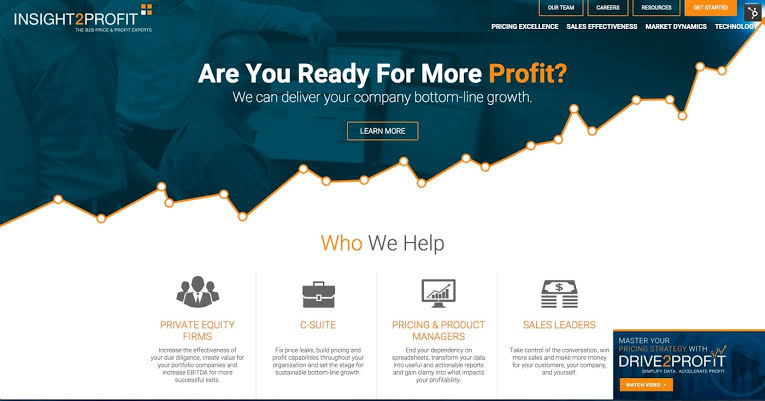 INSIGHT2PROFIT
THE B2B PRICE & PROFIT EXPERTS
OUR TEAM
CAREERS
RESOURCES
GET STARTED
PRICING EXCELLENCE
SALES EFFECTIVENESS
MARKET DYNAMICS
TECHNOLOGY
Are You Ready For More Profit?
We can deliver your company bottom-line growth.
LEARN MORE
Who We Help
PRIVATE EQUITY
FIRMS
Increase the effectiveness of
your due diligence, create value for
your portfolio companies and
increase EBITDA for more
successful exits
C-SUITE
Fix price leaks, build pricing and
profit capabilities throughout your
organization and set the stage for
sustainable bottom-line growth
PRICING & PRODUCT
MANAGERS
End your dependency on
spreadsheets, transform your data
into useful and actionable reports
and gain clarity into what impacts
your profitability.
SALES LEADERS
Take control of the conversation, win
more sales and make more money
for your customers, your company,
and yourself.
MASTER YOUR
PRICING STRATEGY WITH
DRIVE2PROFIT
SIMPLIFY DATA. ACCELERATE PROFIT.
WATCH VIDEO >